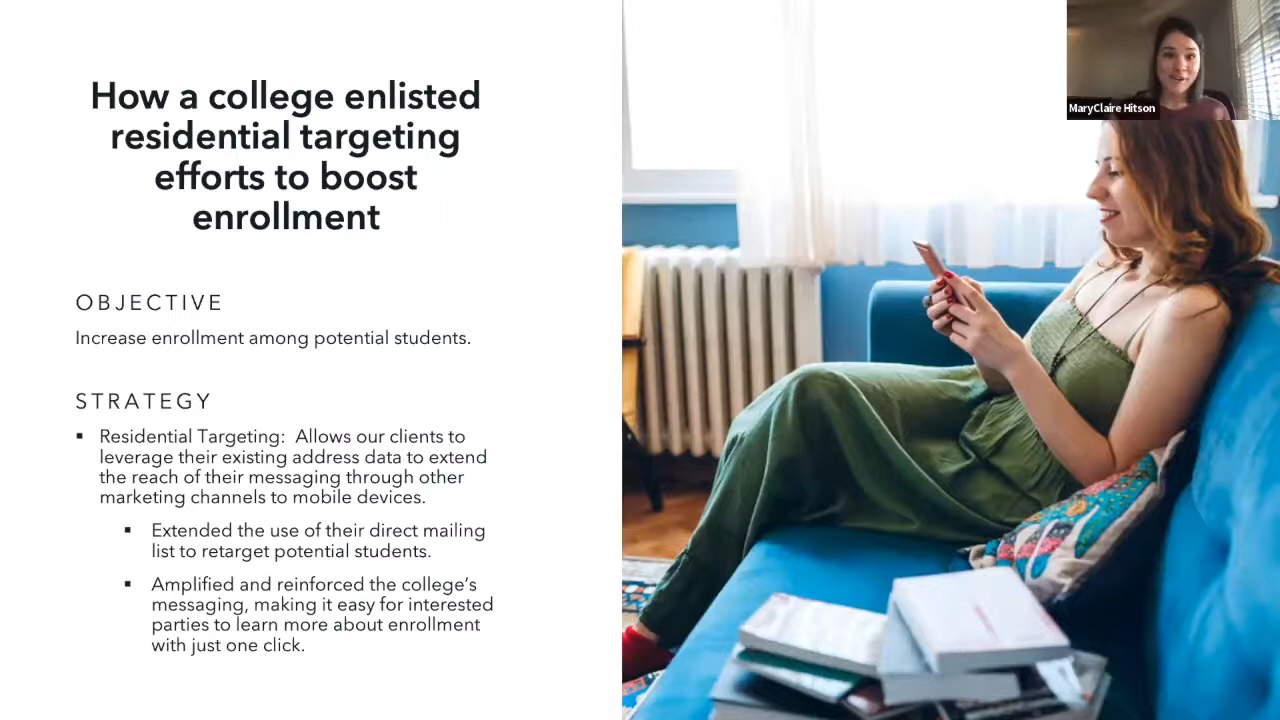 How a college enlisted
residential targeting
efforts to boost
enrollment
OBJECTIVE
Increase enrollment among potential students.
STRATEGY
▪ Residential Targeting:  Allows our clients to
leverage their existing address data to extend
the reach of their messaging through other
marketing channels to mobile devices.
▪ Extended the use of their direct mailing
list to retarget potential students.
▪ Amplified and reinforced the college’s
messaging, making it easy for interested
parties to learn more about enrollment
with just one click.
MaryClaire Hitson